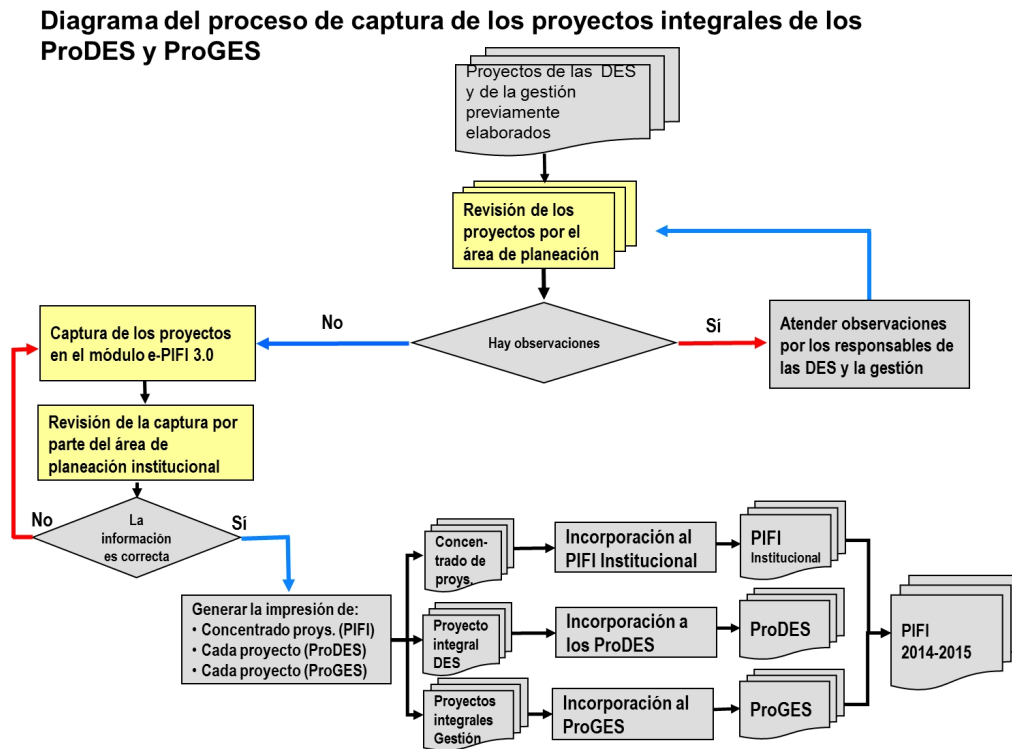 Diagrama del proceso de captura de los proyectos integrales de los
ProDES y ProGES
Proyectos de las DES
y de la gestión
previamente
elaborados
Revisión de los
proyectos por el
área de planeación
Hay observaciones
No
Sí
Atender observaciones
por los responsables de
las DES y la gestión
Captura de los proyectos
en el módulo e-PIFI 3.0
Revisión de la captura por
parte del área de
planeación institucional
La
información
es correcta
No
Sí
Generar la impresión de:
• Concentrado proys. (PIFI)
• Cada proyecto (ProDES)
• Cada proyecto (ProGES)
Concen-
trado de
proys.
Incorporación al
PIFI Institucional
PIFI
Institucional
Proyecto
integral
DES
Incorporación a
los ProDES
ProDES
Proyectos
integrales
Gestión
Incorporación al
ProGES
ProGES
PIFI
2014-2015